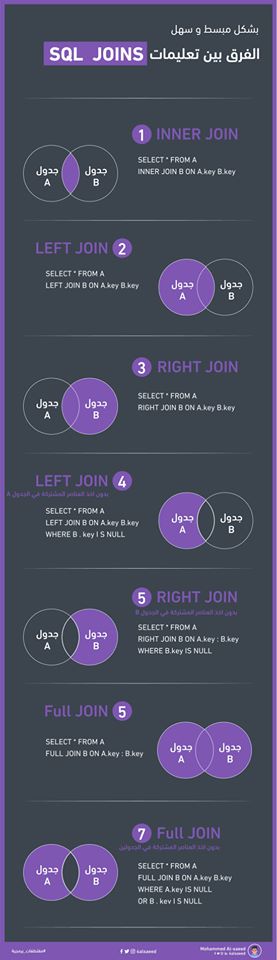 بشكل مبسط و سهل
الفرق بين تعليمات SQL JOINS
1 INNER JOIN
SELECT * FROM A
INNER JOIN B ON A.key B.key
جدول A
جدول B
LEFT JOIN 2
SELECT * FROM A
LEFT JOIN B ON A.key B.key
جدول A
جدول B
3 RIGHT JOIN
SELECT * FROM A
RIGHT JOIN B ON A.key B.key
جدول A
جدول B
LEFT JOIN 4
بدون اخذ العناصر المشتركة في الجدول A
SELECT * FROM A
LEFT JOIN B ON A.key B.key
WHERE B . key I S NULL
جدول A
جدول B
5 RIGHT JOIN
بدون اخذ العناصر المشتركة في الجدول B
SELECT * FROM A
RIGHT JOIN B ON A.key : B.key
WHERE B.key IS NULL
جدول A
جدول B
Full JOIN 5
SELECT * FROM A
FULL JOIN B ON A.key : B.key
جدول A
جدول B
7 Full JOIN
بدون اخذ العناصر المشتركة في الجدولين
SELECT * FROM A
FULL JOIN B ON A.key B.key
WHERE A.key IS NULL
OR B . key I S NULL
جدول A
جدول B
Mohammed Al-saeed